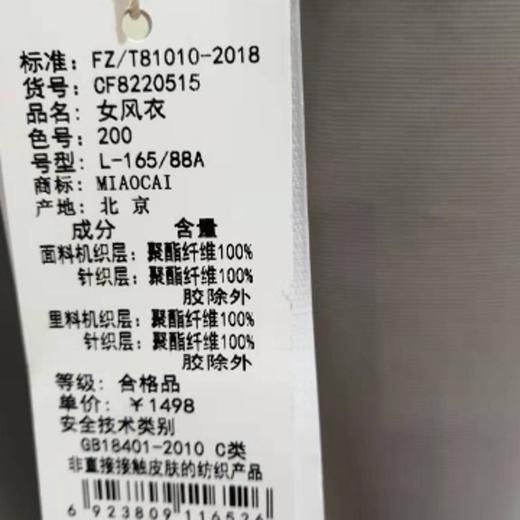 标准：FZ/T81010-2018
货号：CF8220515
品名：女风衣
色号：200
号型：L-165/88A
商标：MIAOCAI
产地：北京
成分 含量
面料机织层：聚酯纤维100%
针织层：聚酯纤维100%
胶除外
里料机织层：聚酯纤维100%
针织层：聚酯纤维100%
胶除外
等级：合格品
单价：￥1498
安全技术类别
GB18401-2010 C类
非直接接触皮肤的纺织产品
6 923809 116526